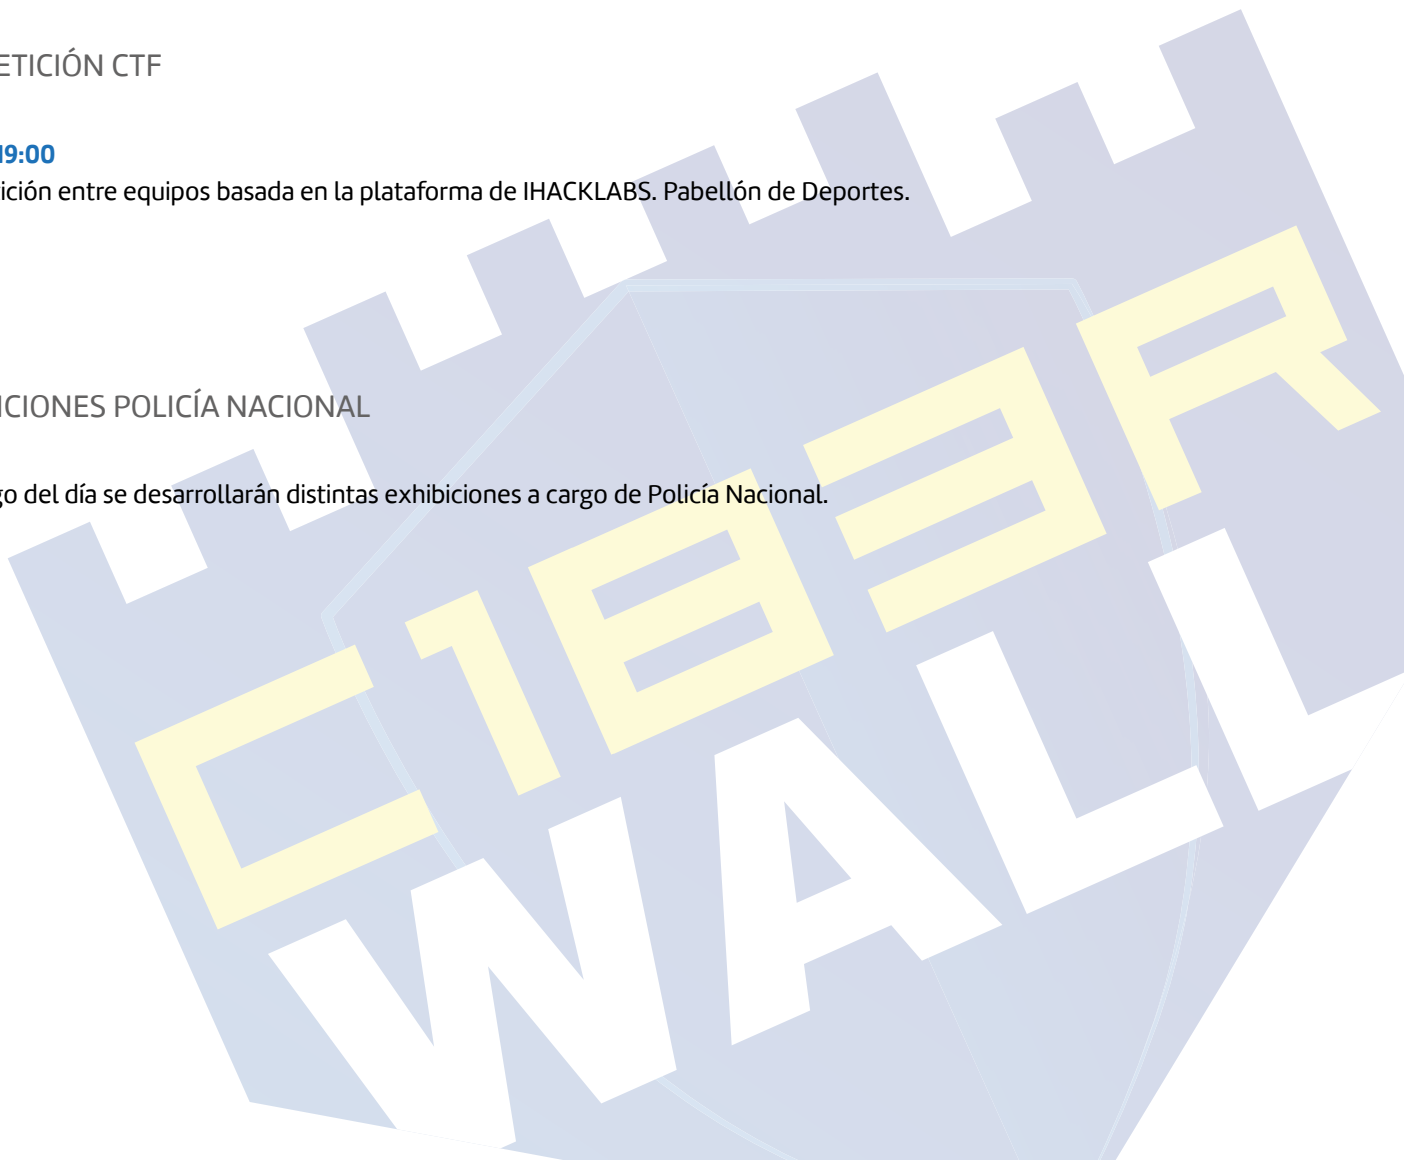 ETICIÓN CTF
19:00
ición entre equipos basada en la plataforma de IHACKLABS. Pabellón de Deportes.
ICIONES POLICÍA NACIONAL
go del día se desarrollarán distintas exhibiciones a cargo de Policía Nacional.
C1B3R
WALL